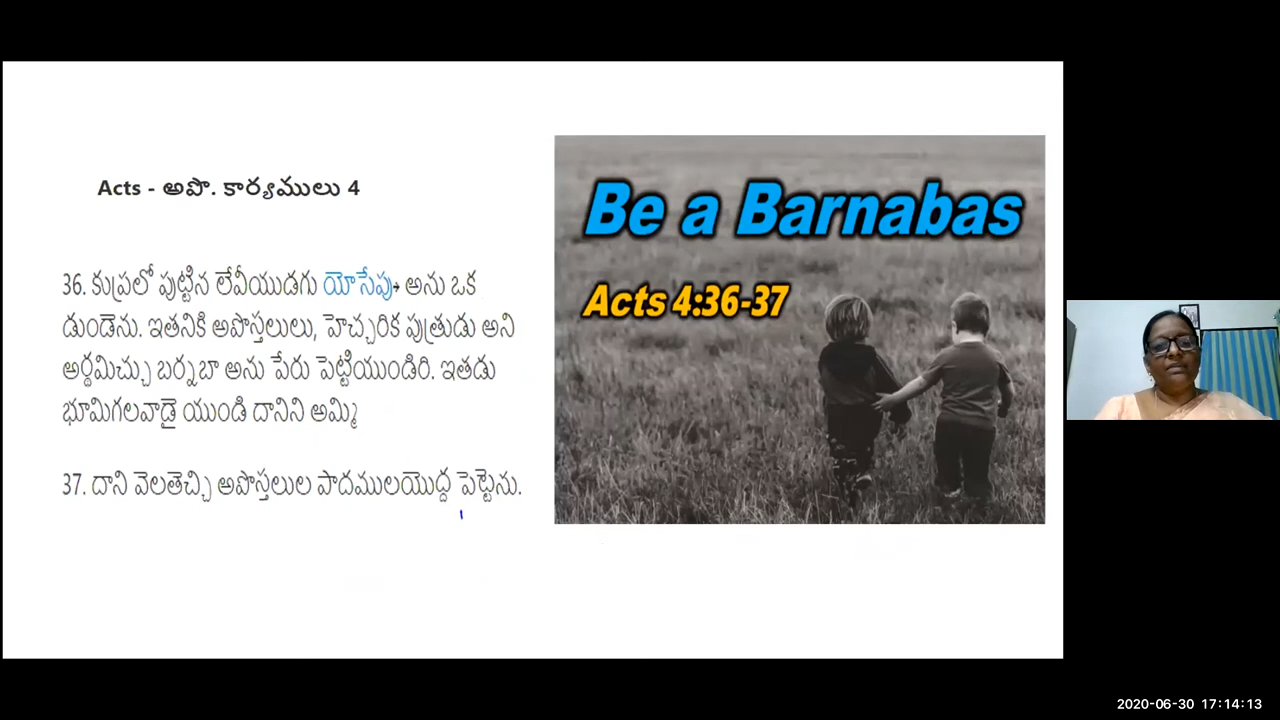 Acts - అపొ. కార్యములు 4
36. కుప్రలో పుట్టిన లేవీయుడగు యోసేపు అను ఒక
డుండెను. ఇతనికి అపొస్తలులు, హెచ్చరిక పుత్రుడు అని
అర్థమిచ్చు బర్నబా అను పేరు పెట్టియుండిరి. ఇతడు
భూమిగలవాడై యుండి దానిని అమ్మి
37. దాని వెలతెచ్చి అపొస్తలుల పాదములయొద్ద పెట్టెను.
Be a Barnabas
Acts 4:36-37
2020-06-30 17:14:13